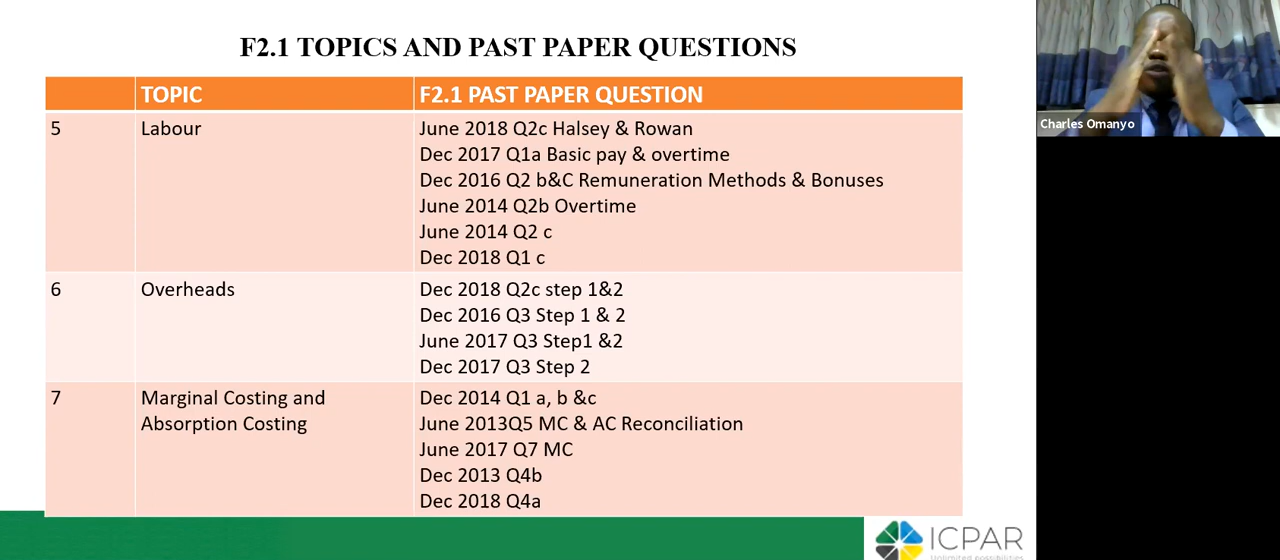 F2.1 TOPICS AND PAST PAPER QUESTIONS
TOPIC
F2.1 PAST PAPER QUESTION
5
Labour
June 2018 Q2c Halsey & Rowan
Dec 2017 Q1a Basic pay & overtime
Dec 2016 Q2 b&C Remuneration Methods & Bonuses
June 2014 Q2b Overtime
June 2014 Q2 c
Dec 2018 Q1 c
6
Overheads
Dec 2018 Q2c step 1&2
Dec 2016 Q3 Step 1 & 2
June 2017 Q3 Step1 &2
Dec 2017 Q3 Step 2
7
Marginal Costing and
Absorption Costing
Dec 2014 Q1 a, b &c
June 2013Q5 MC & AC Reconciliation
June 2017 Q7 MC
Dec 2013 Q4b
Dec 2018 Q4a
Charles Omanyo
ICPAR
Unlimited possibilities